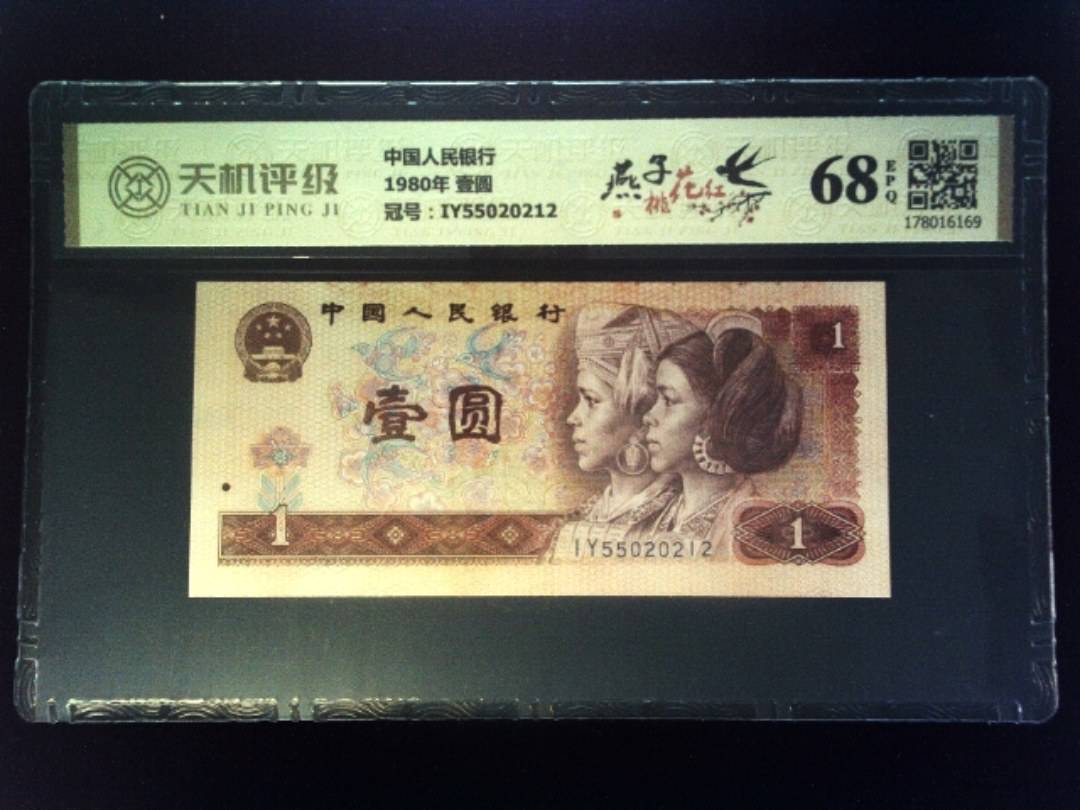 天机评级
TIAN JI PING JI
中国人民银行
1980年 壹圆
冠号：IY55020212
燕子
桃花红
68
EPQ
178016169
中国人民银行
1
壹圆
1
IY55020212
1